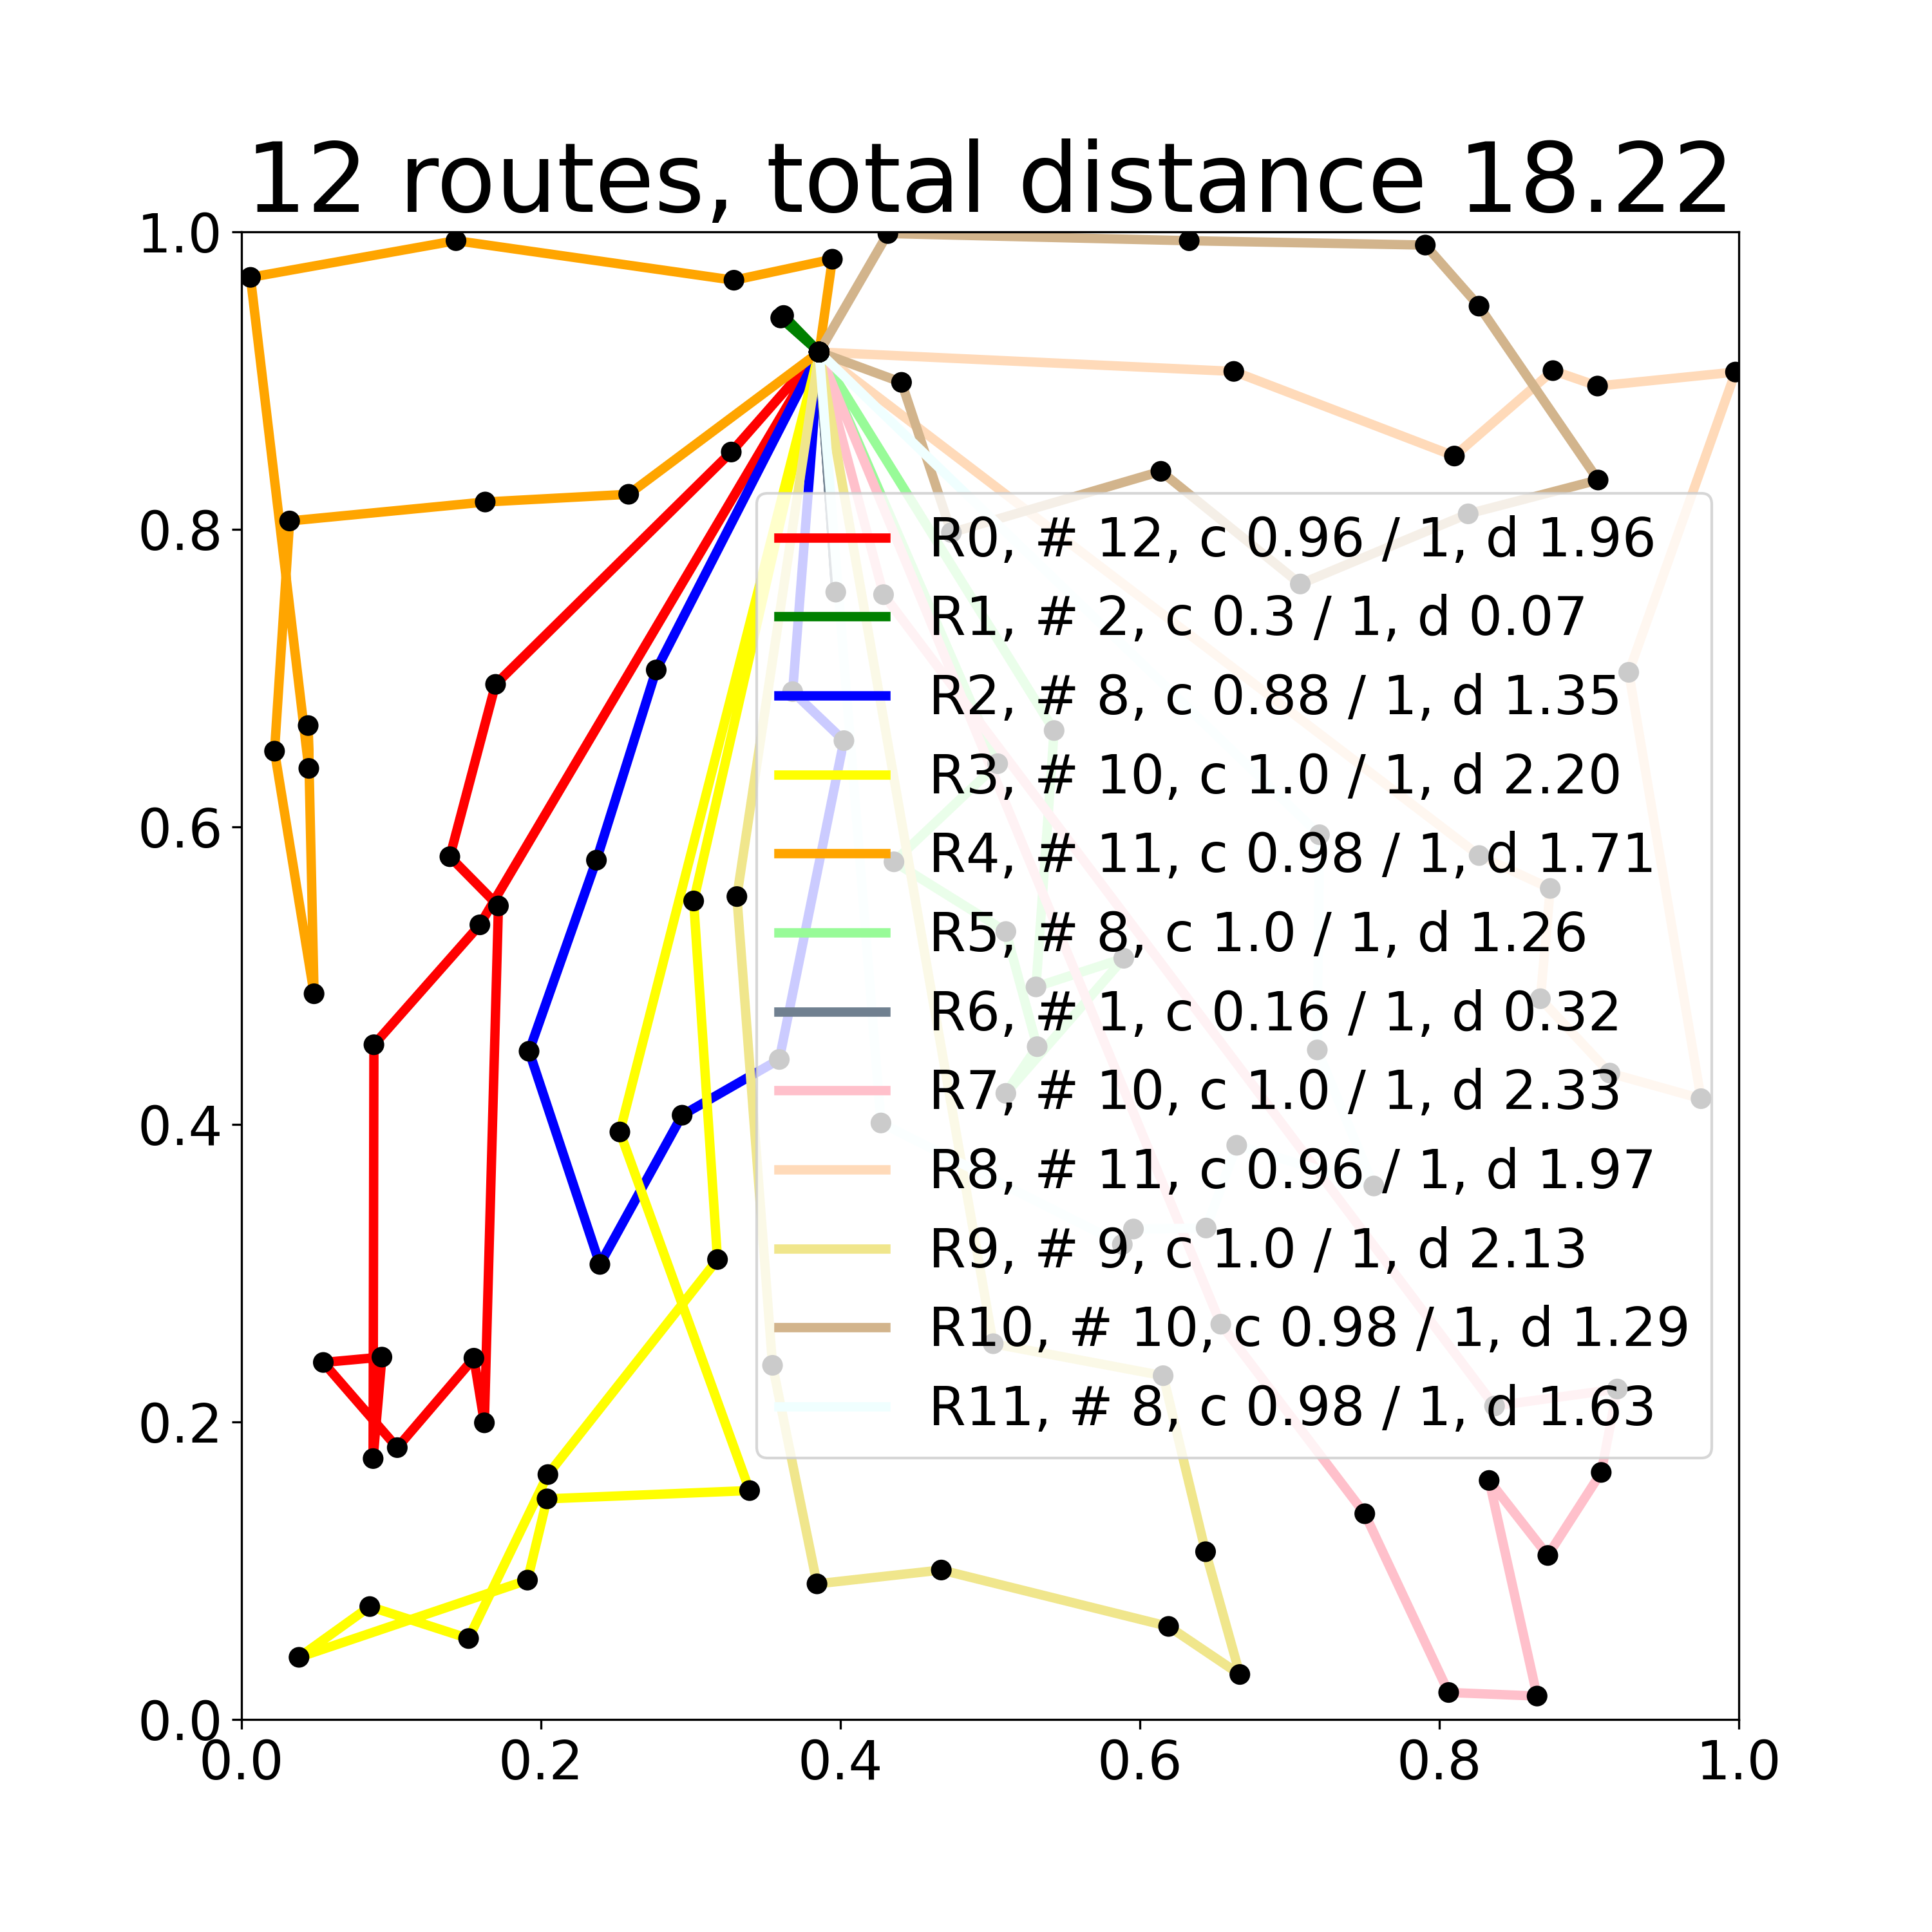 12 routes, total distance 18.22
1.0
0.8
0.6
0.4
0.2
0.0
R0, # 12, c 0.96 / 1, d 1.96
R1, # 2, c 0.3 / 1, d 0.07
R2, # 8, c 0.88 / 1, d 1.35
R3, # 10, c 1.0 / 1, d 2.20
R4, # 11, c 0.98 / 1, d 1.71
R5, # 8, c 1.0 / 1, d 1.26
R6, # 1, c 0.16 / 1, d 0.32
R7, # 10, c 1.0 / 1, d 2.33
R8, # 11, c 0.96 / 1, d 1.97
R9, # 9, c 1.0 / 1, d 2.13
R10, # 10, c 0.98 / 1, d 1.29
R11, # 8, c 0.98 / 1, d 1.63
0.0 0.2 0.4 0.6 0.8 1.0